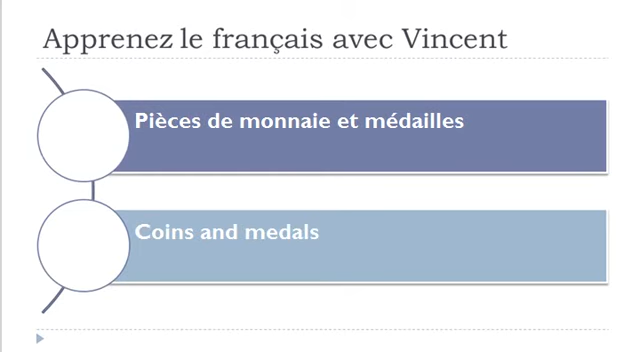 Apprenez le français avec Vincent
Pièces de monnaie et médailles
Coins and medals